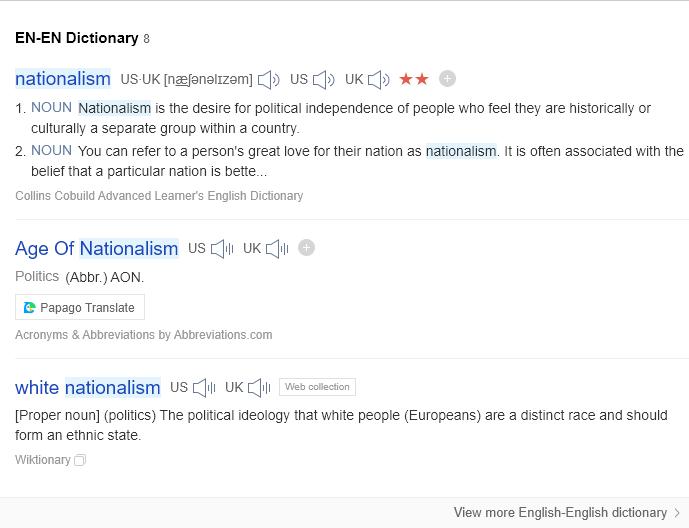 EN-EN Dictionary 8
nationalism US·UK [næʃənəlɪzəm] US UK
1. NOUN Nationalism is the desire for political independence of people who feel they are historically or
culturally a separate group within a country.
2. NOUN You can refer to a person's great love for their nation as nationalism. It is often associated with the
belief that a particular nation is bette...
Collins Cobuild Advanced Learner's English Dictionary
Age Of Nationalism US UK
Politics (Abbr.) AON.
Papago Translate
Acronyms & Abbreviations by Abbreviations.com
white nationalism US UK Web collection
[Proper noun] (politics) The political ideology that white people (Europeans) are a distinct race and should
form an ethnic state.
Wiktionary
View more English-English dictionary